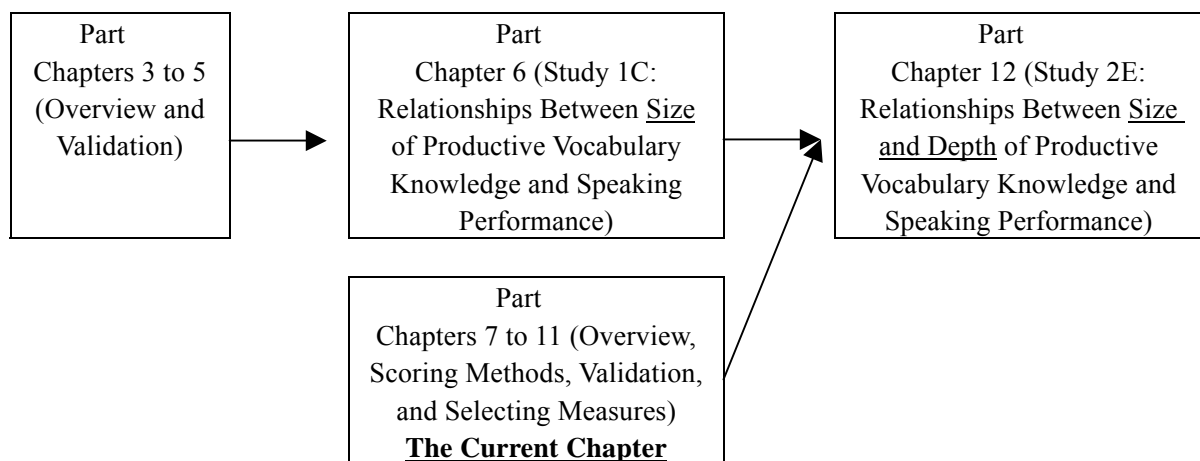 Part
Chapters 3 to 5
(Overview and
Validation)
Part
Chapter 6 (Study 1C:
Relationships Between Size
of Productive Vocabulary
Knowledge and Speaking
Performance)
Part
Chapter 12 (Study 2E:
Relationships Between Size
and Depth of Productive
Vocabulary Knowledge and
Speaking Performance)
Part
Chapters 7 to 11 (Overview,
Scoring Methods, Validation,
and Selecting Measures)
The Current Chapter